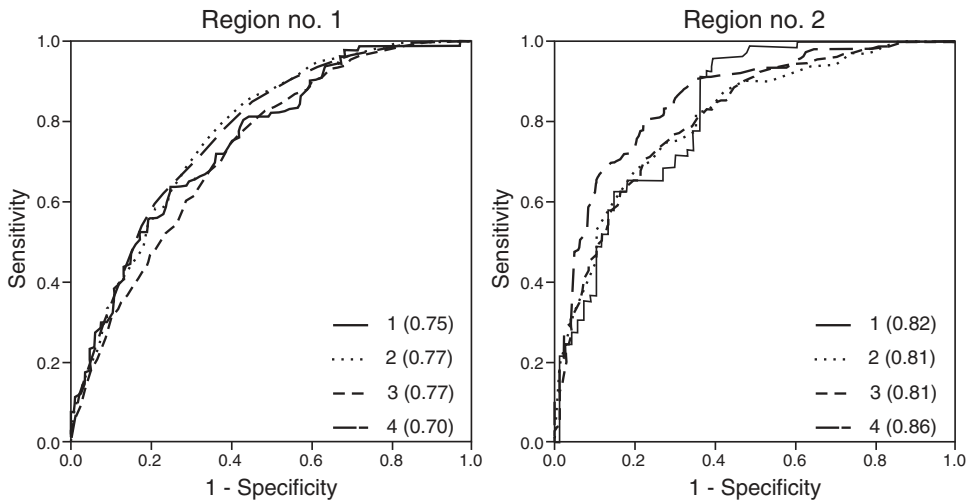 Region no. 1
1.0
0.8
0.6
0.4
0.2
0.0
Sensitivity
0.0 0.2 0.4 0.6 0.8 1.0
1 - Specificity
1 (0.75)
2 (0.77)
3 (0.77)
4 (0.70)
Region no. 2
1.0
0.8
0.6
0.4
0.2
0.0
Sensitivity
0.0 0.2 0.4 0.6 0.8 1.0
1 - Specificity
1 (0.82)
2 (0.81)
3 (0.81)
4 (0.86)